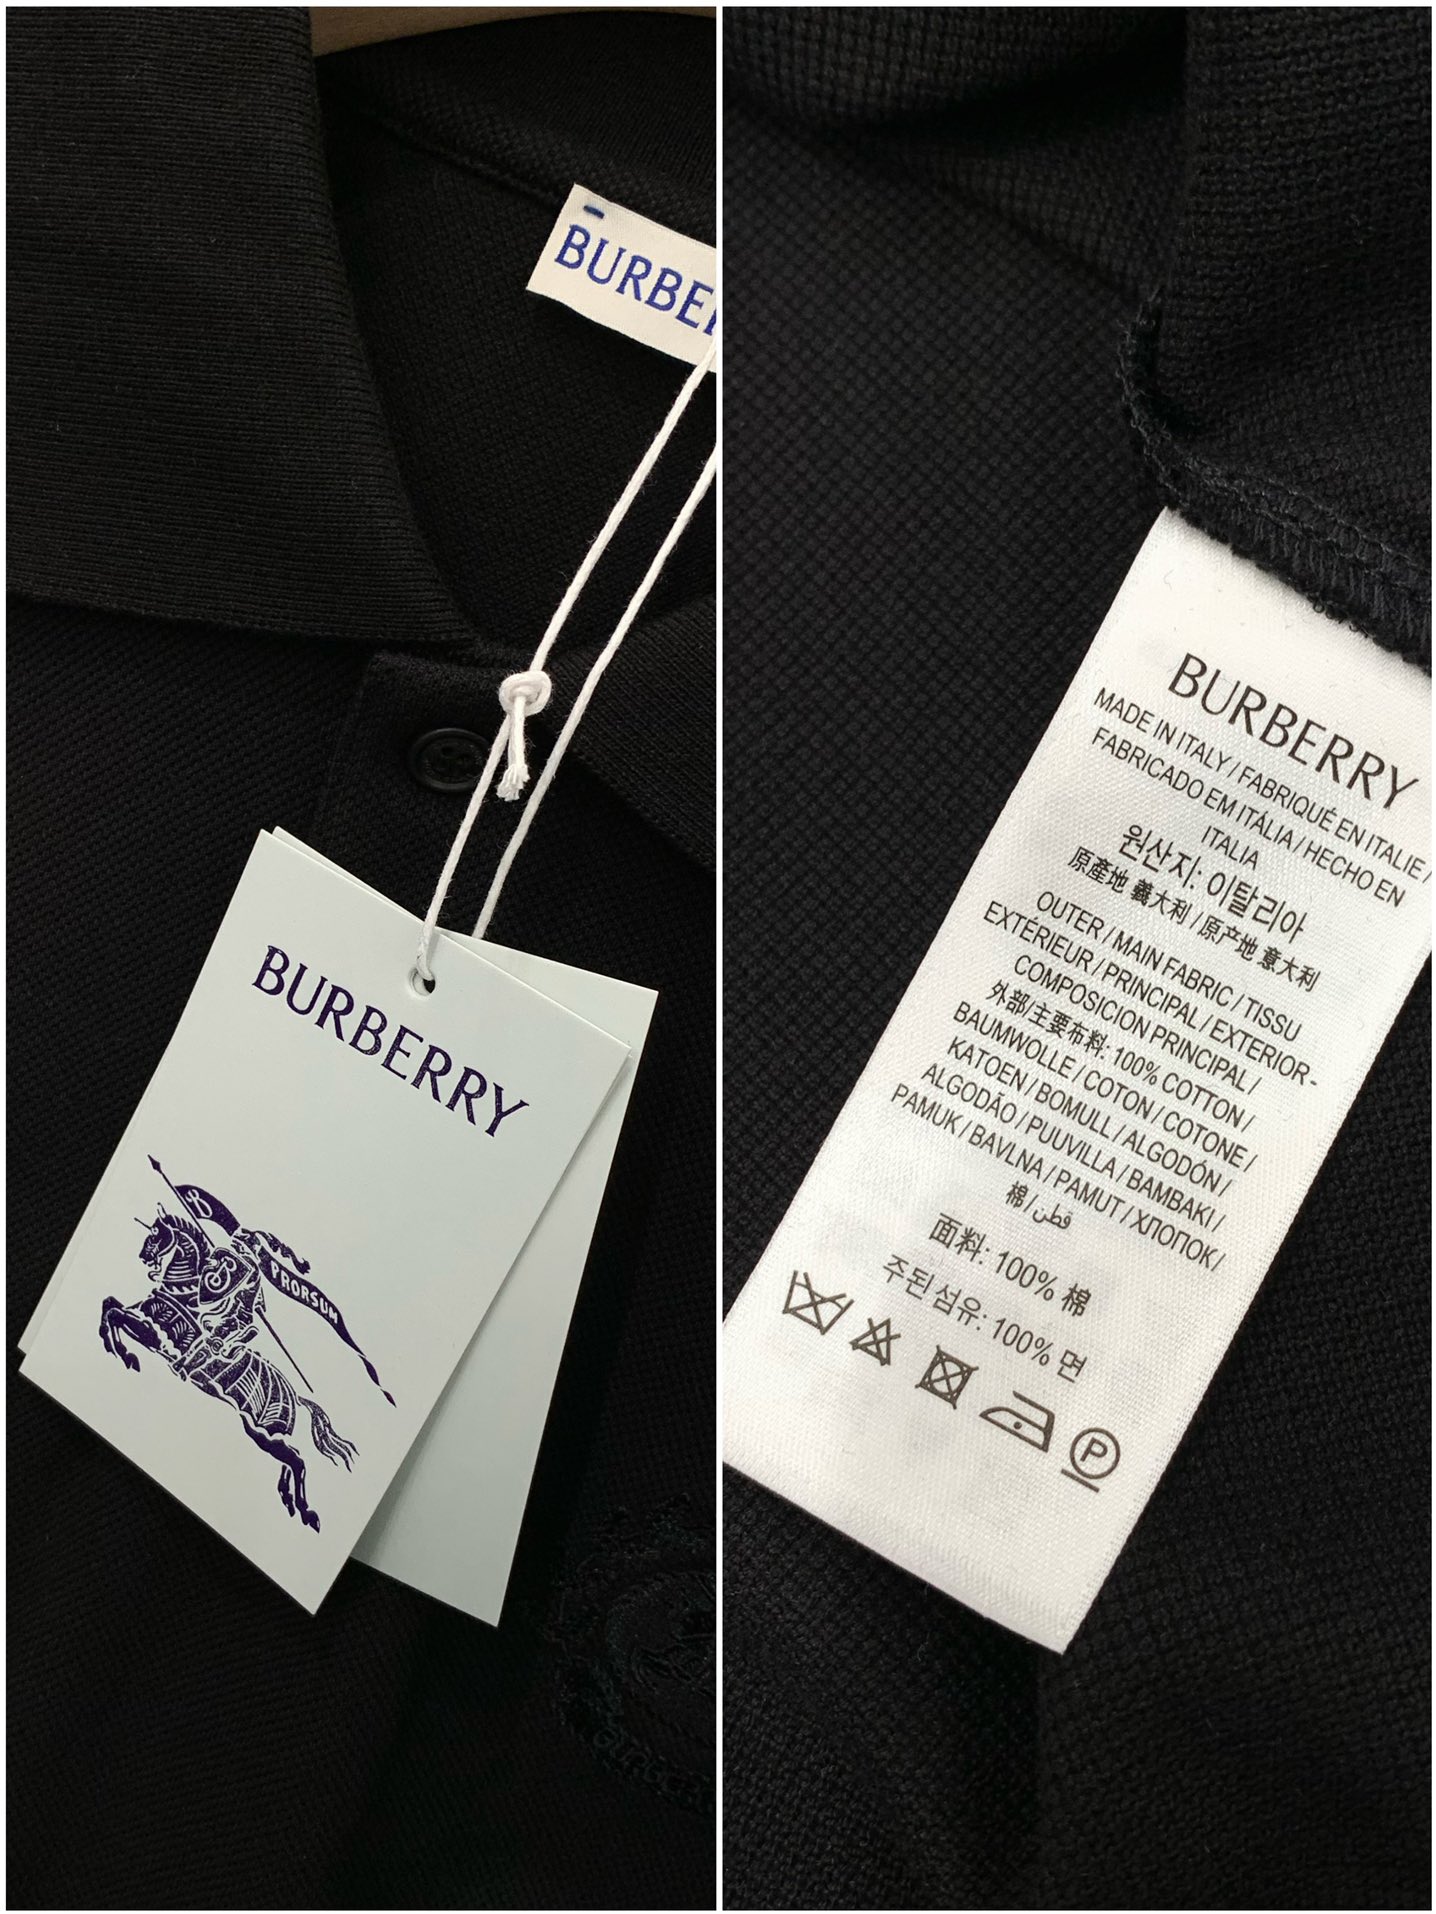 BURBE
BURBERRY
PRORSUM
BURBERRY
MADE IN ITALY / FABRIQUÉ EN ITALIE /
FABRICADO EM ITÁLIA / HECHO EN
ITALIA
원산지: 이탈리아
原產地 義大利 / 原产地 意大利
OUTER / MAIN FABRIC / TISSU
EXTÉRIEUR / PRINCIPAL / EXTERIOR -
COMPOSICION PRINCIPAL /
外部/主要布料: 100% COTTON /
BAUMWOLLE / COTON / COTONE /
KATOEN / BOMULL / ALGODÓN /
ALGODÃO / PUUVILLA / BAMBAKI /
PAMUK / BAVLNA / PAMUT / ХЛОПОК /
棉 / قطن
面料: 100% 棉
주된 섬유: 100% 면
P